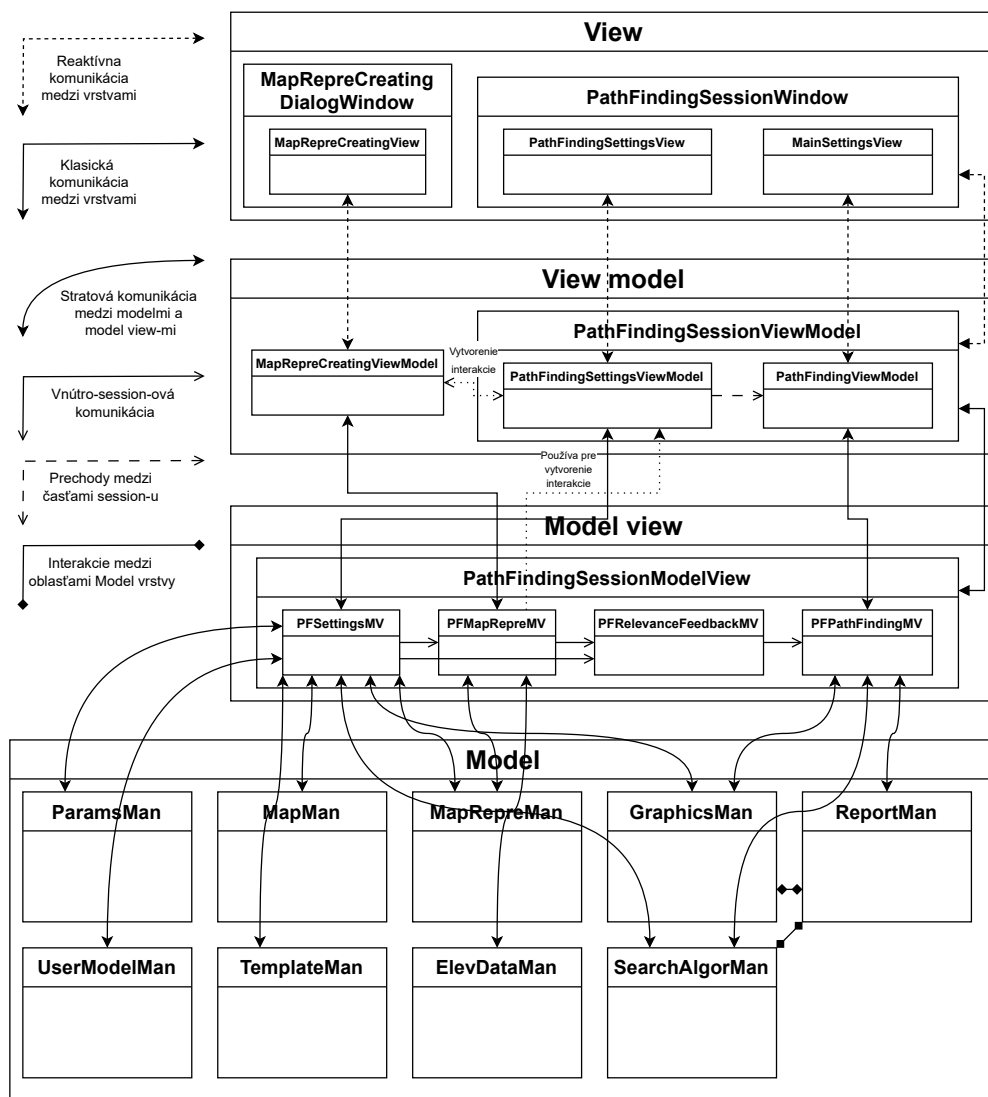 View
MapRepreCreating
DialogWindow
MapRepreCreatingView
PathFindingSessionWindow
PathFindingSettingsView
MainSettingsView
Reaktívna
komunikácia
medzi vrstvami
Klasická
komunikácia
medzi vrstvami
Stratová komunikácia
medzi modelmi a
model view-mi
Vnútro-session-ová
komunikácia
Prechody medzi
časťami session-u
Interakcie medzi
oblasťami Model vrstvy
View model
PathFindingSessionViewModel
MapRepreCreatingViewModel
Vytvorenie
interakcie
PathFindingSettingsViewModel
PathFindingViewModel
Používa pre
vytvorenie
interakcie
Model view
PathFindingSessionModelView
PFSettingsMV
PFMapRepreMV
PFRelevanceFeedbackMV
PFPathFindingMV
Model
ParamsMan
MapMan
MapRepreMan
GraphicsMan
ReportMan
UserModelMan
TemplateMan
ElevDataMan
SearchAlgorMan